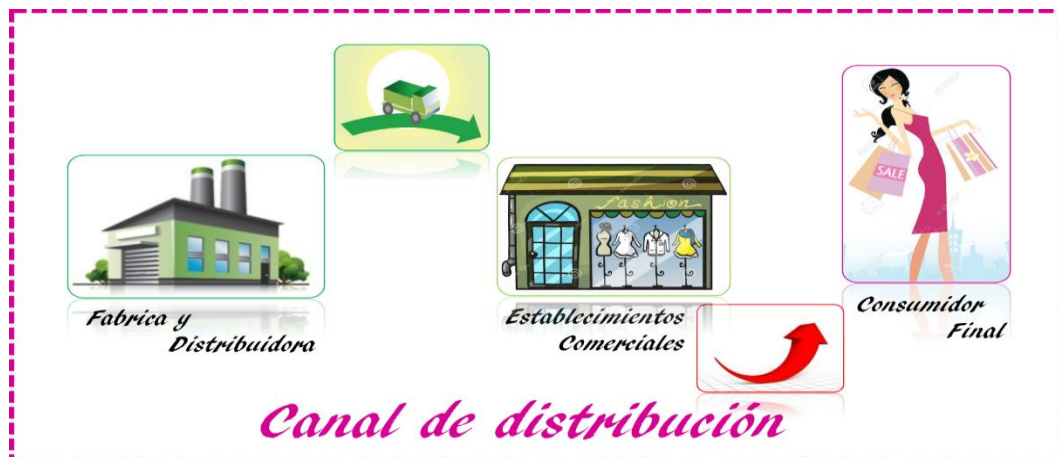 fashion
SALE
Fabrica y
Distribuidora
Establecimientos
Comerciales
Consumidor
Final
Canal de distribución